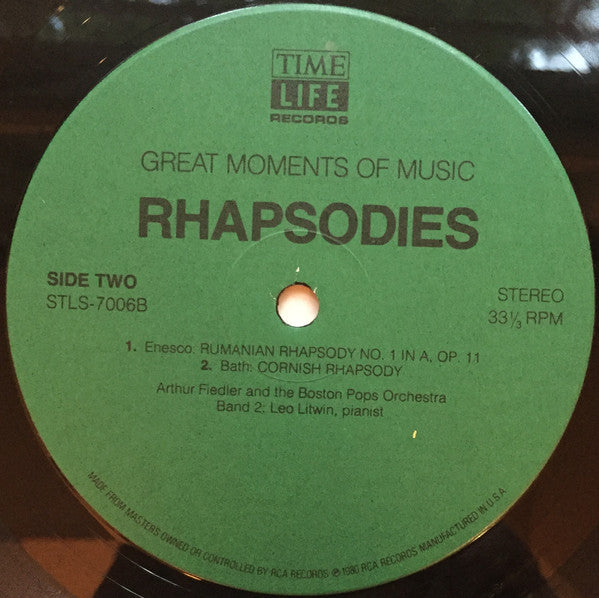 TIME
LIFE
RECORDS
GREAT MOMENTS OF MUSIC
RHAPSODIES
SIDE TWO
STLS-7006B
STEREO
33⅓ RPM
1. Enesco: RUMANIAN RHAPSODY NO. 1 IN A, OP. 11
2. Bath: CORNISH RHAPSODY
Arthur Fiedler and the Boston Pops Orchestra
Band 2: Leo Litwin, pianist
MADE FROM MASTERS OWNED OR CONTROLLED BY RCA RECORDS ℗ 1980 RCA RECORDS MANUFACTURED IN U.S.A.